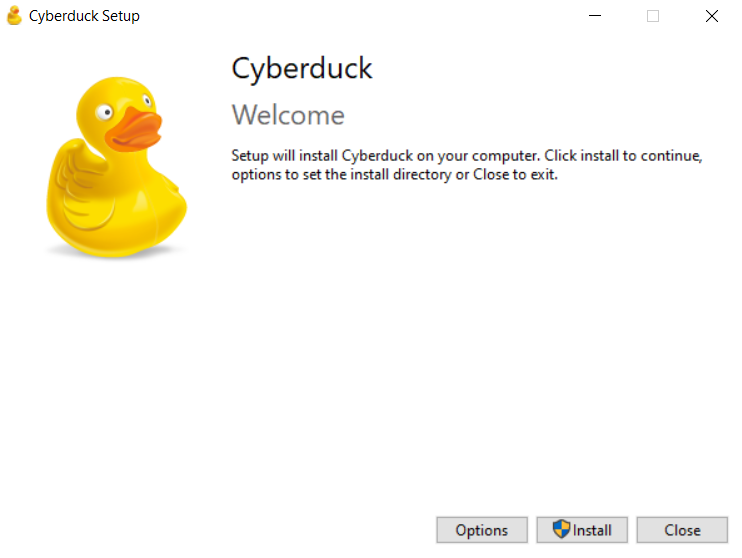 Cyberduck Setup
Cyberduck
Welcome
Setup will install Cyberduck on your computer. Click install to continue,
options to set the install directory or Close to exit.
Options
Install
Close